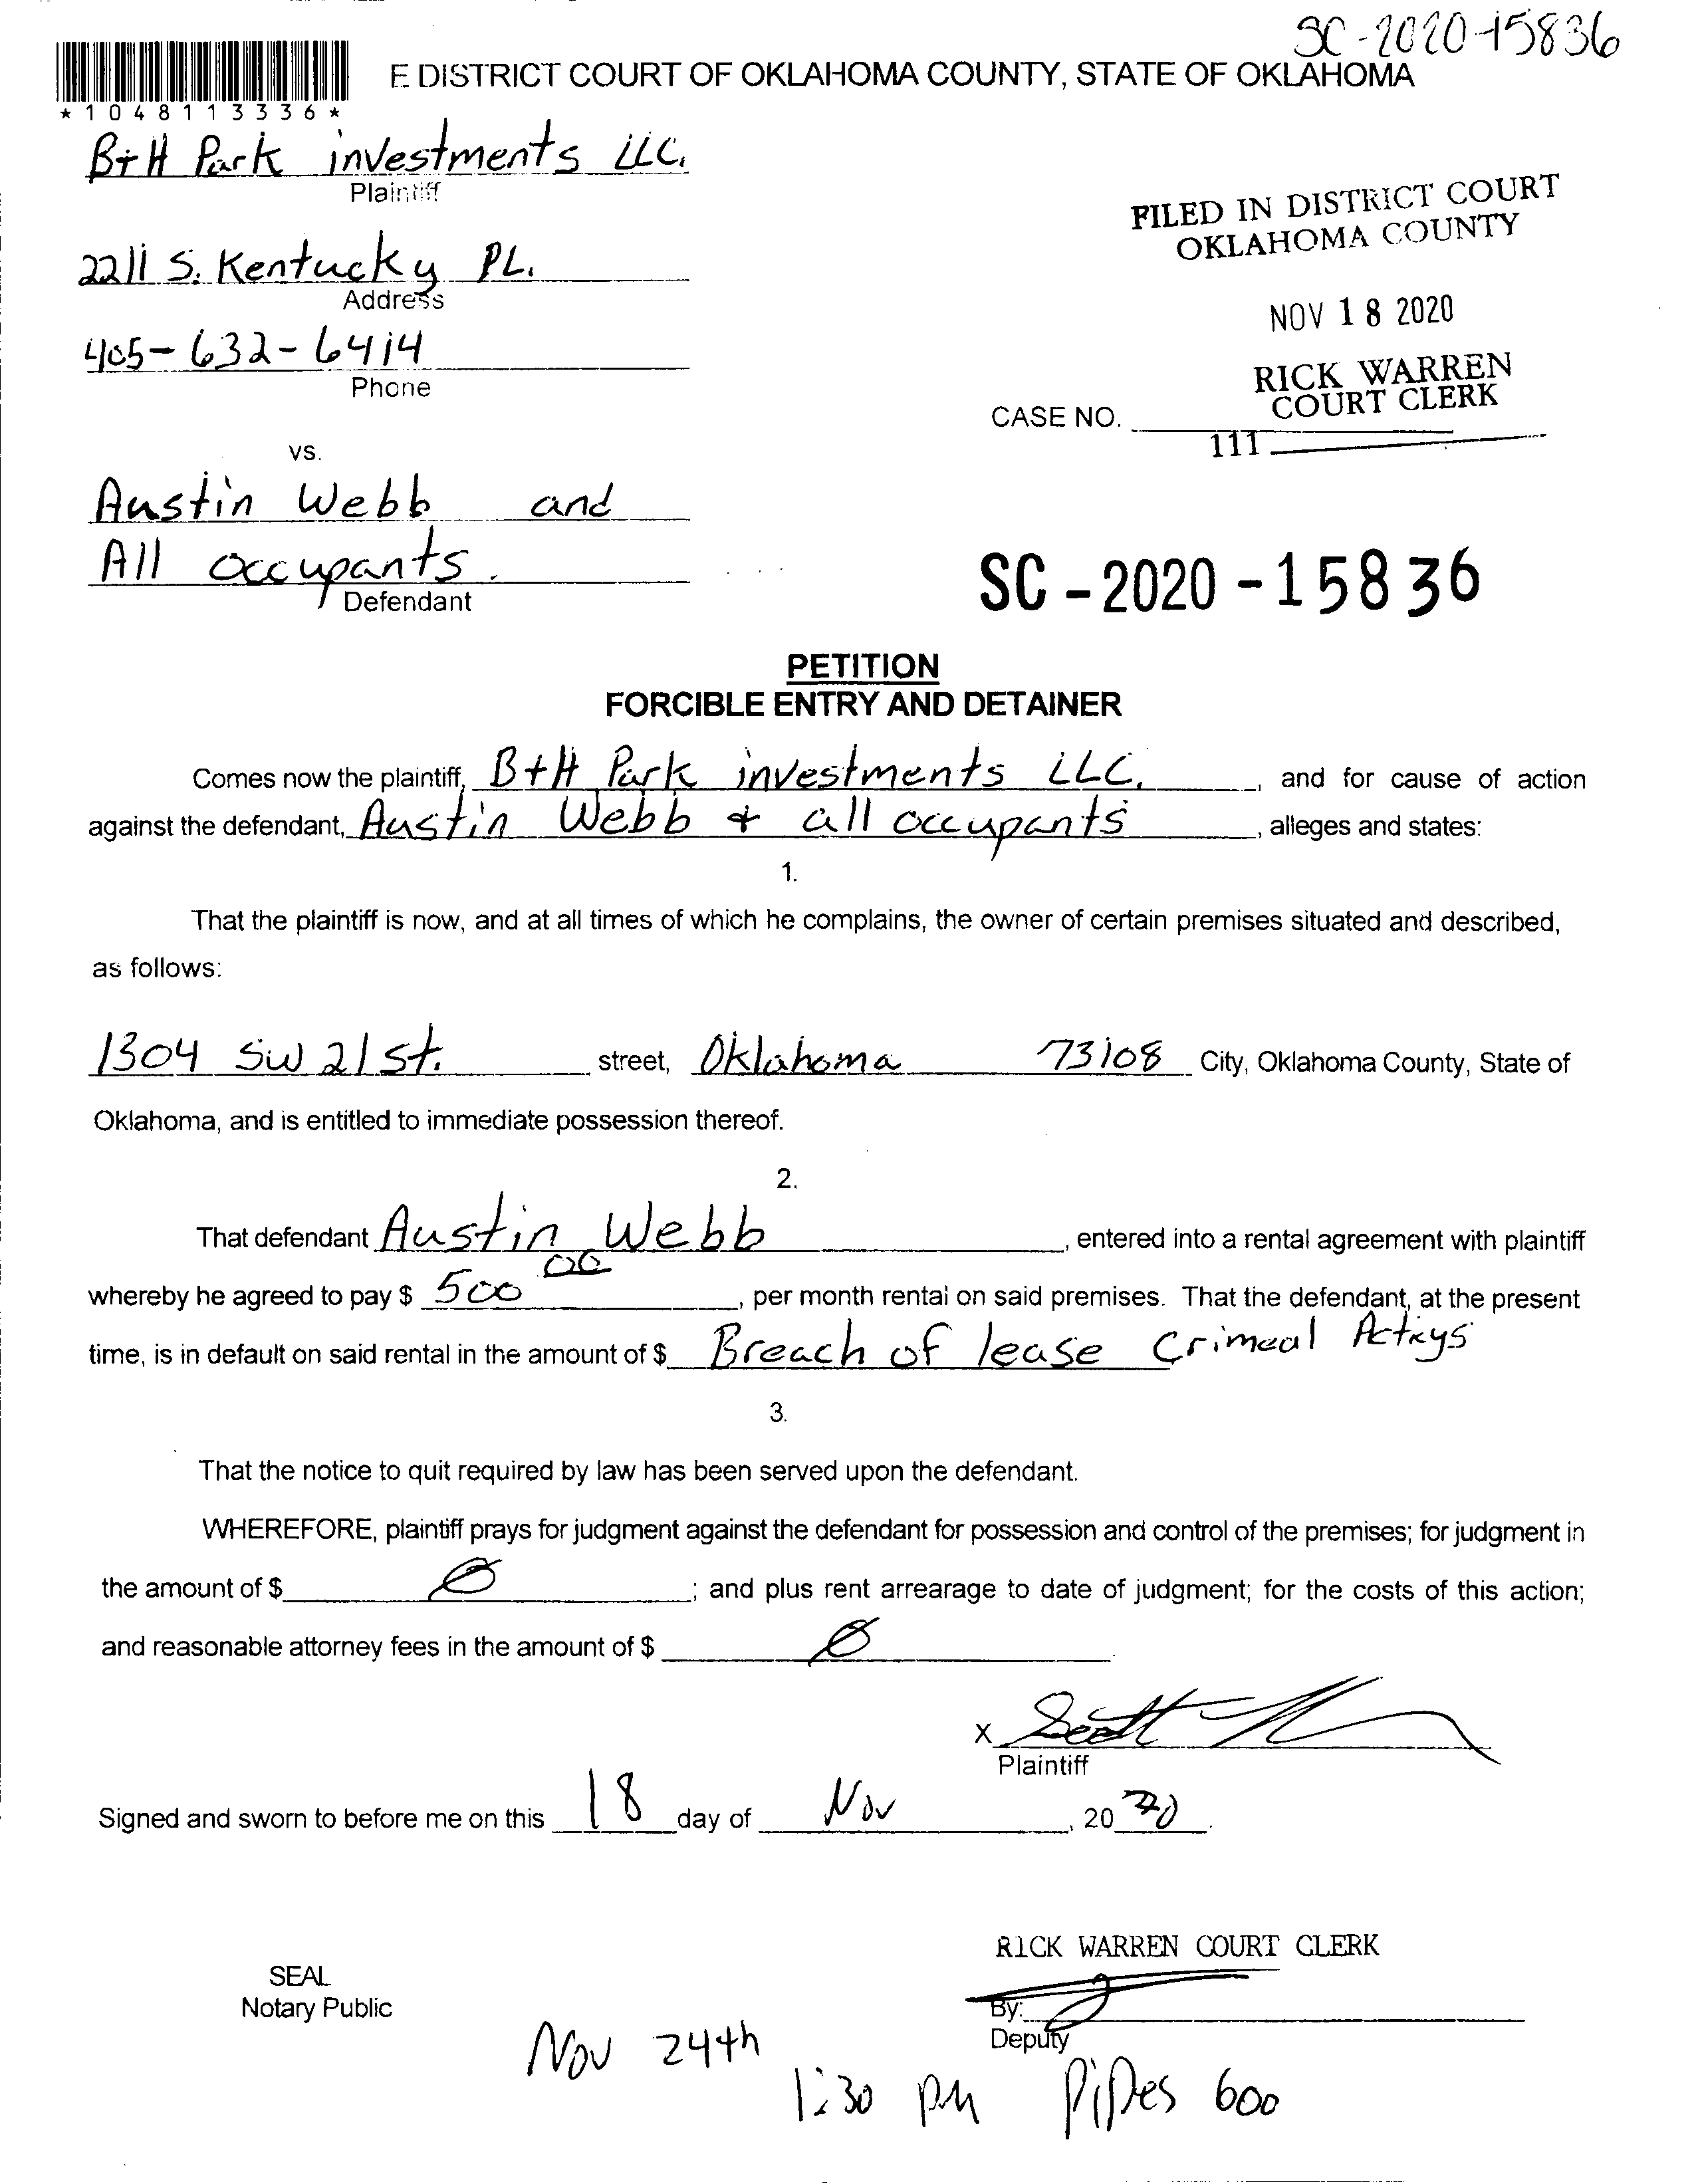 SC-2020-15836
E DISTRICT COURT OF OKLAHOMA COUNTY, STATE OF OKLAHOMA
*1048113336*
B+H Park investments LLC.
Plaintiff
FILED IN DISTRICT COURT
OKLAHOMA COUNTY
2211 S. Kentucky PL.
Address
NOV 18 2020
405-632-6414
Phone
RICK WARREN
COURT CLERK
CASE NO.
111
vs.
Austin Webb and
All occupants.
Defendant
SC-2020-15836
PETITION
FORCIBLE ENTRY AND DETAINER
Comes now the plaintiff, B+H Park investments LLC. , and for cause of action
against the defendant, Austin Webb + all occupants , alleges and states:
1.
That the plaintiff is now, and at all times of which he complains, the owner of certain premises situated and described,
as follows:
1304 SW 21 st. street, Oklahoma 73108 City, Oklahoma County, State of
Oklahoma, and is entitled to immediate possession thereof.
2.
That defendant Austin Webb , entered into a rental agreement with plaintiff
whereby he agreed to pay $ 500 00 , per month rental on said premises. That the defendant, at the present
time, is in default on said rental in the amount of $ Breach of lease Crimeal
3.
That the notice to quit required by law has been served upon the defendant.
WHEREFORE, plaintiff prays for judgment against the defendant for possession and control of the premises; for judgment in
the amount of $ Ø ; and plus rent arrearage to date of judgment; for the costs of this action;
and reasonable attorney fees in the amount of $ Ø .
X Scott
Plaintiff
Signed and sworn to before me on this 18 day of Nov , 20 20 .
RICK WARREN COURT CLERK
SEAL
Notary Public
By:
Deputy
Nov 24th
1:30 PM Pipes 600